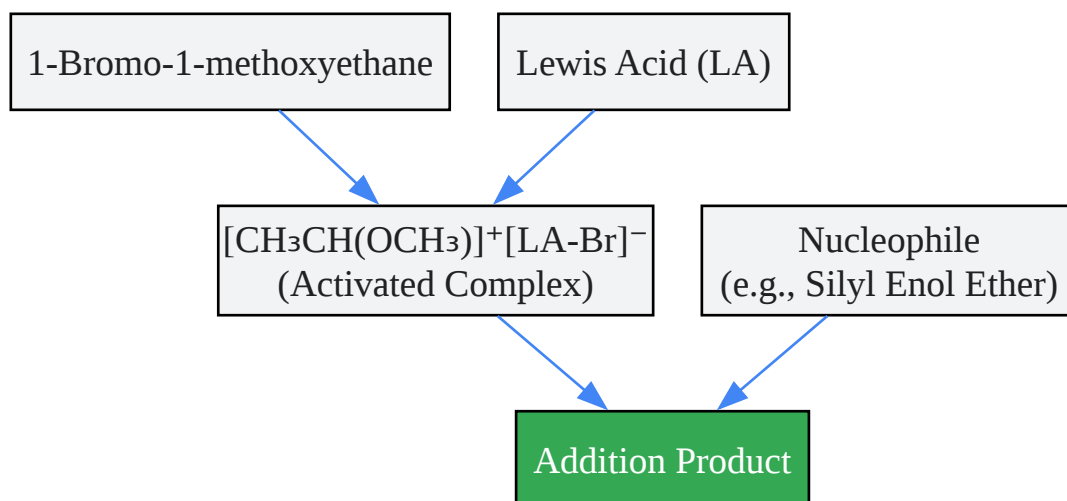 1-Bromo-1-methoxyethane
Lewis Acid (LA)
[CH₃CH(OCH₃)]⁺[LA-Br]⁻
(Activated Complex)
Nucleophile
(e.g., Silyl Enol Ether)
Addition Product